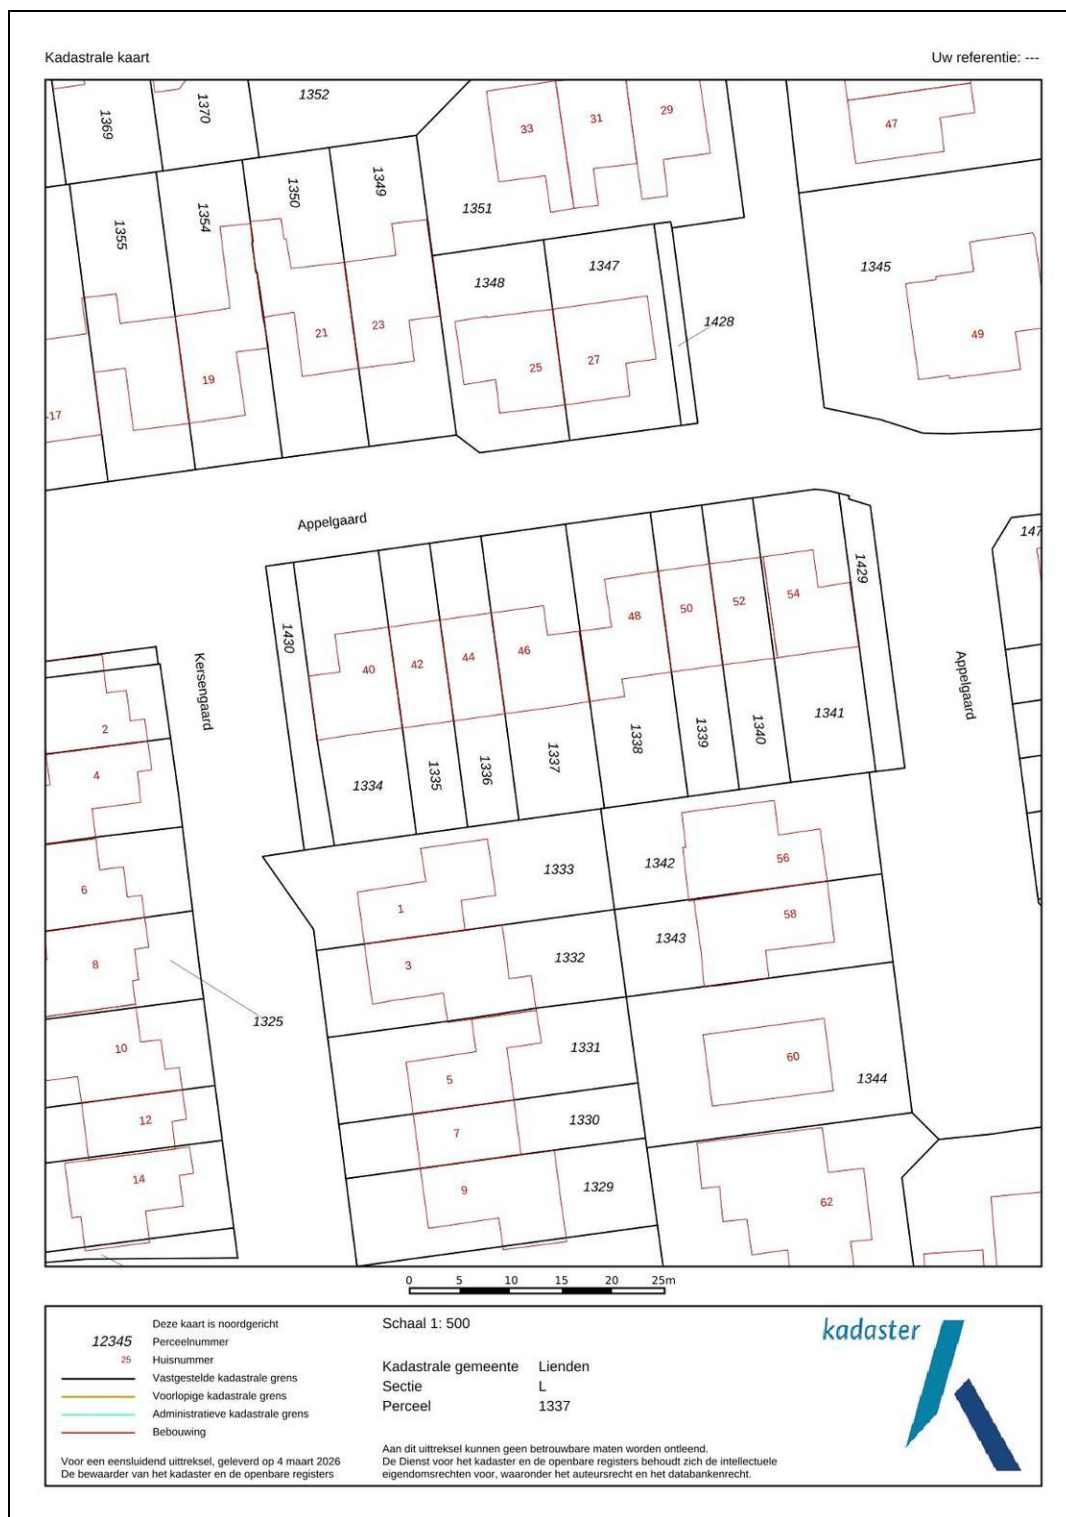 Kadastrale kaart
Uw referentie: ---
1352
1370
1369
33
31
29
47
1350
1349
1351
1354
1355
1348
1347
1345
1428
21
23
49
25
27
19
-17
Appelgaard
147
1429
54
52
50
48
1430
46
44
42
40
Kersengaard
Appelgaard
2
4
1341
1340
1339
1338
1337
1336
1335
1334
1333
1342
56
6
1
58
1343
3
1332
8
1325
10
1331
60
5
1344
12
7
1330
14
9
1329
62
0 5 10 15 20 25m
Deze kaart is noordgericht
12345 Perceelnummer
25 Huisnummer
Vastgestelde kadastrale grens
Voorlopige kadastrale grens
Administratieve kadastrale grens
Bebouwing
Voor een eensluidend uittreksel, geleverd op 4 maart 2026
De bewaarder van het kadaster en de openbare registers
Schaal 1: 500
Kadastrale gemeente Lienden
Sectie L
Perceel 1337
Aan dit uittreksel kunnen geen betrouwbare maten worden ontleend.
De Dienst voor het kadaster en de openbare registers behoudt zich de intellectuele
eigendomsrechten voor, waaronder het auteursrecht en het databankenrecht.
kadaster